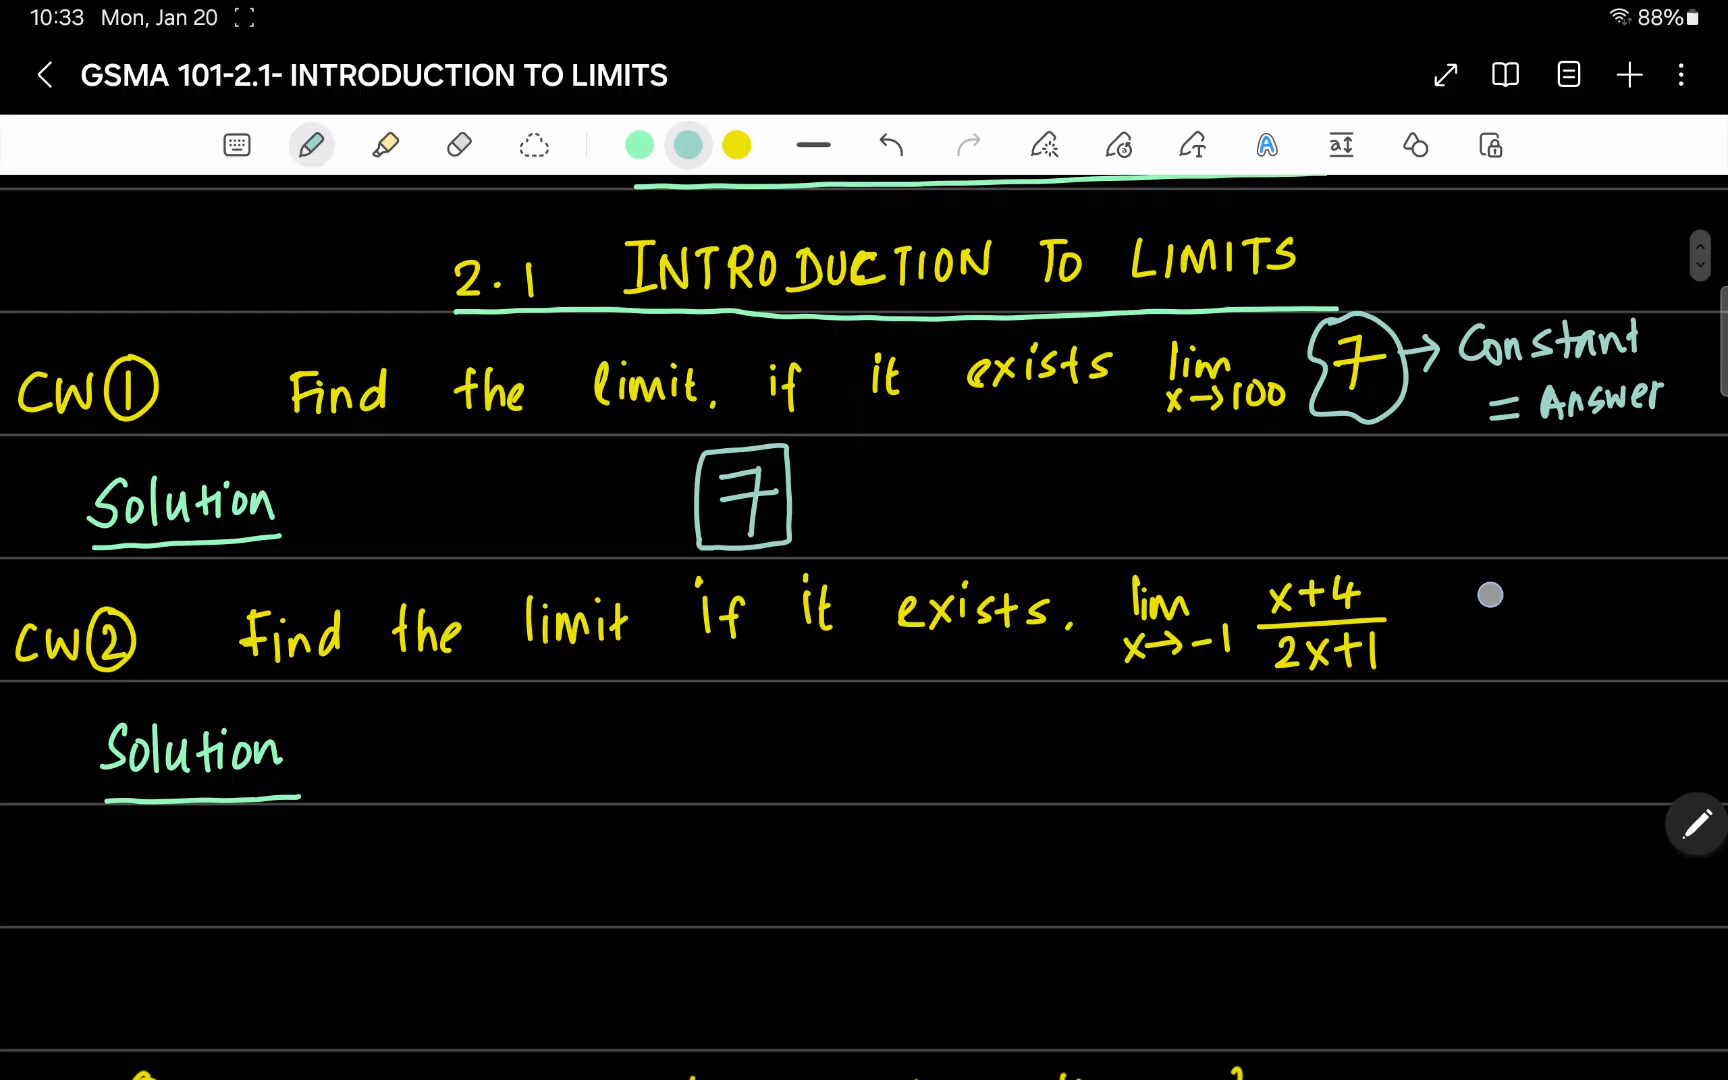 10:33 Mon, Jan 20 88%
GSMA 101-2.1- INTRODUCTION TO LIMITS
2.1 INTRODUCTION TO LIMITS
CW① Find the limit, if it exists lim x→100 7 → Constant = Answer
Solution 7
CW② Find the limit if it exists. lim x→-1 (x+4)/(2x+1)
Solution